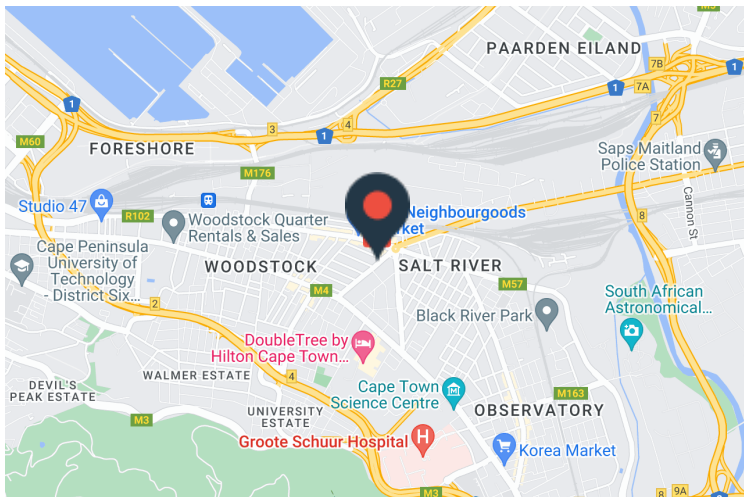 M5
PAARDEN EILAND
7B
1
R27
7A
1
1
3
4
1
7
M60
FORESHORE
Saps Maitland
Police Station
M176
Studio 47
R102
Neighbourgoods
Woodstock Quarter
Rentals & Sales
Cannon St
8
Cape Peninsula
University of
Technology
- District Six...
WOODSTOCK
SALT RIVER
M4
M57
South African
Astronomical...
2
Black River Park
DoubleTree by
Hilton Cape Town...
WALMER ESTATE
4
DEVIL'S
PEAK ESTATE
Cape Town
Science Centre
M163
M3
UNIVERSITY
ESTATE
OBSERVATORY
Groote Schuur Hospital
H
Korea Market
M3
8
9A